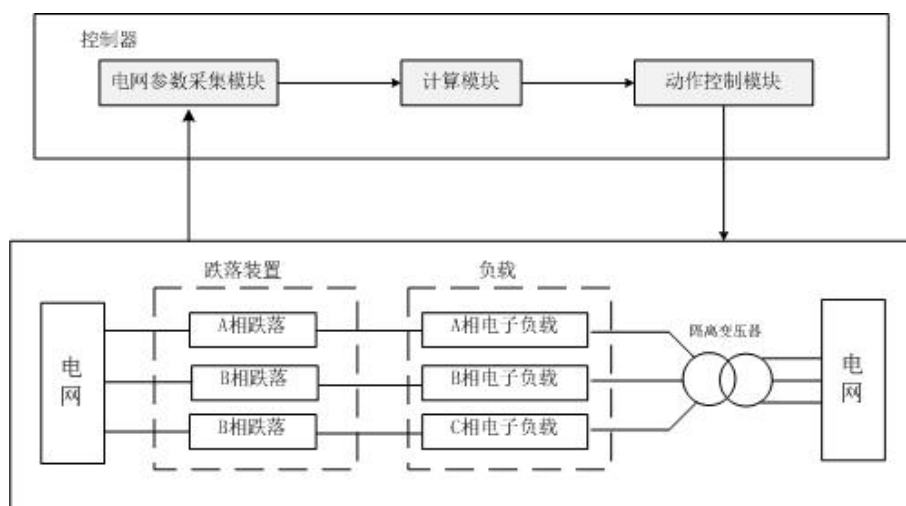 控制器
电网参数采集模块
计算模块
动作控制模块
跌落装置
负载
A相跌落
A相电子负载
隔离变压器
电网
B相跌落
B相电子负载
电网
B相跌落
C相电子负载